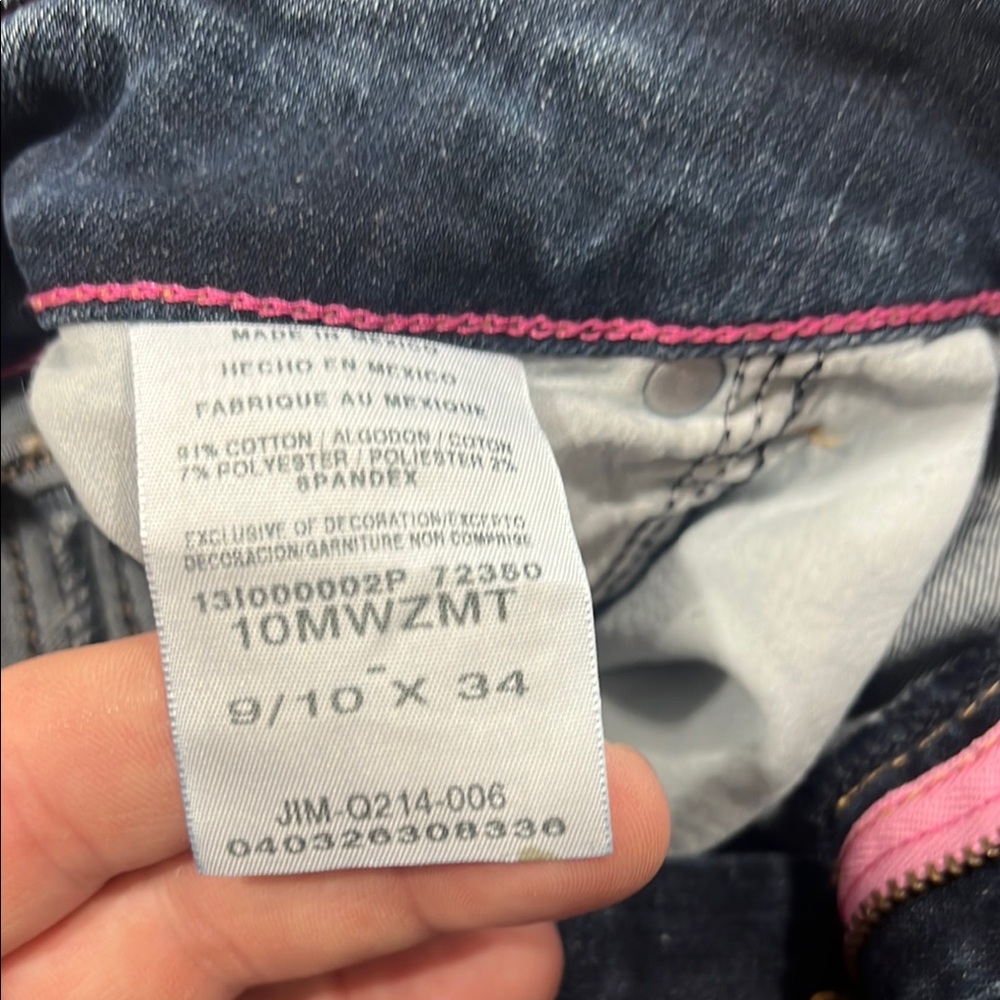 MADE IN MEXICO
HECHO EN MEXICO
FABRIQUE AU MEXIQUE
91% COTTON / ALGODON / COTON
7% POLYESTER / POLIESTER 2%
SPANDEX
EXCLUSIVE OF DECORATION/EXCEPTO
DECORACION/GARNITURE NON COMPRISE
13I000002P 72350
10MWZMT
9/10 - X 34
JIM-Q214-006
040326308336